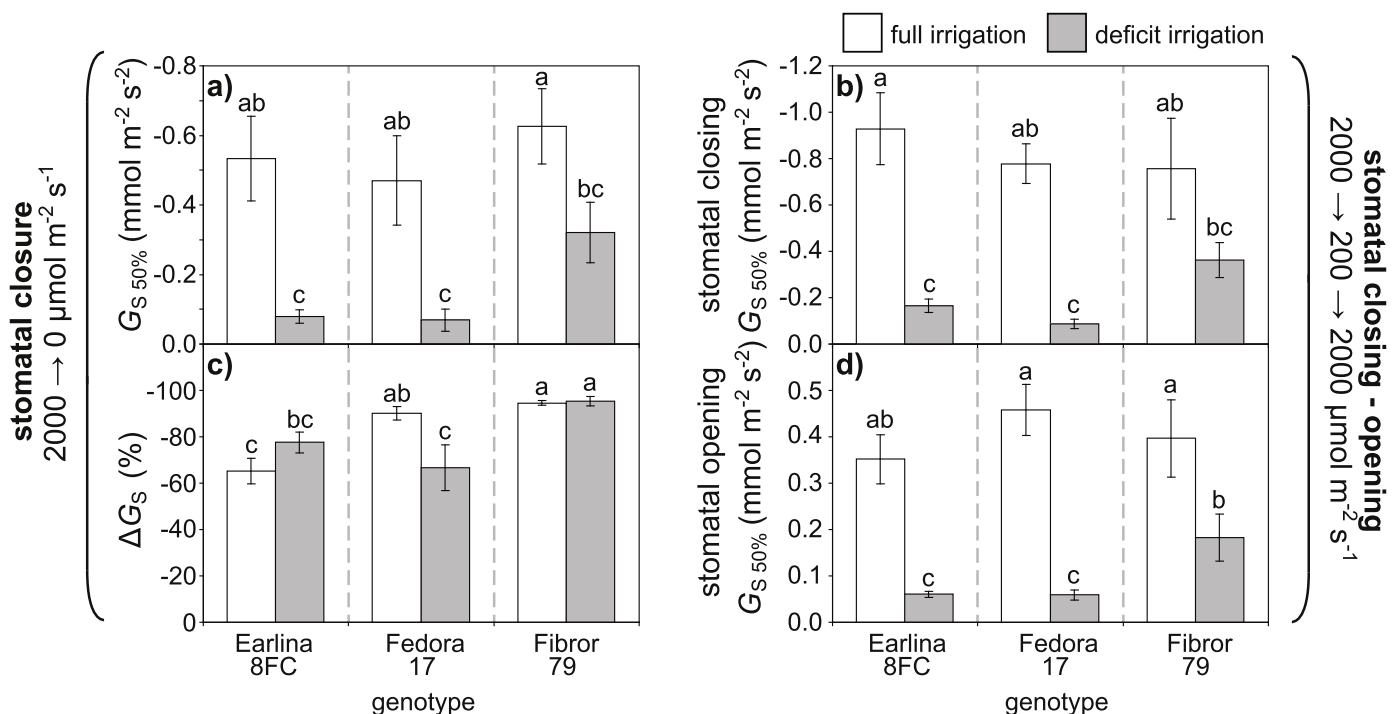 full irrigation
deficit irrigation
stomatal closure
2000 → 0 µmol m⁻² s⁻¹
a)
G_S 50% (mmol m⁻² s⁻²)
-0.8
-0.6
-0.4
-0.2
0.0
ab
c
ab
c
a
bc
b)
stomatal closing
G_S 50% (mmol m⁻² s⁻²)
-1.2
-1.0
-0.8
-0.6
-0.4
-0.2
0.0
a
c
ab
c
ab
bc
c)
ΔG_S (%)
-100
-80
-60
-40
-20
0
c
bc
ab
c
a
a
Earlina
8FC
Fedora
17
Fibror
79
genotype
d)
stomatal opening
G_S 50% (mmol m⁻² s⁻²)
0.5
0.4
0.3
0.2
0.1
0.0
ab
c
a
c
a
b
Earlina
8FC
Fedora
17
Fibror
79
genotype
stomatal closing - opening
2000 → 200 → 2000 µmol m⁻² s⁻¹